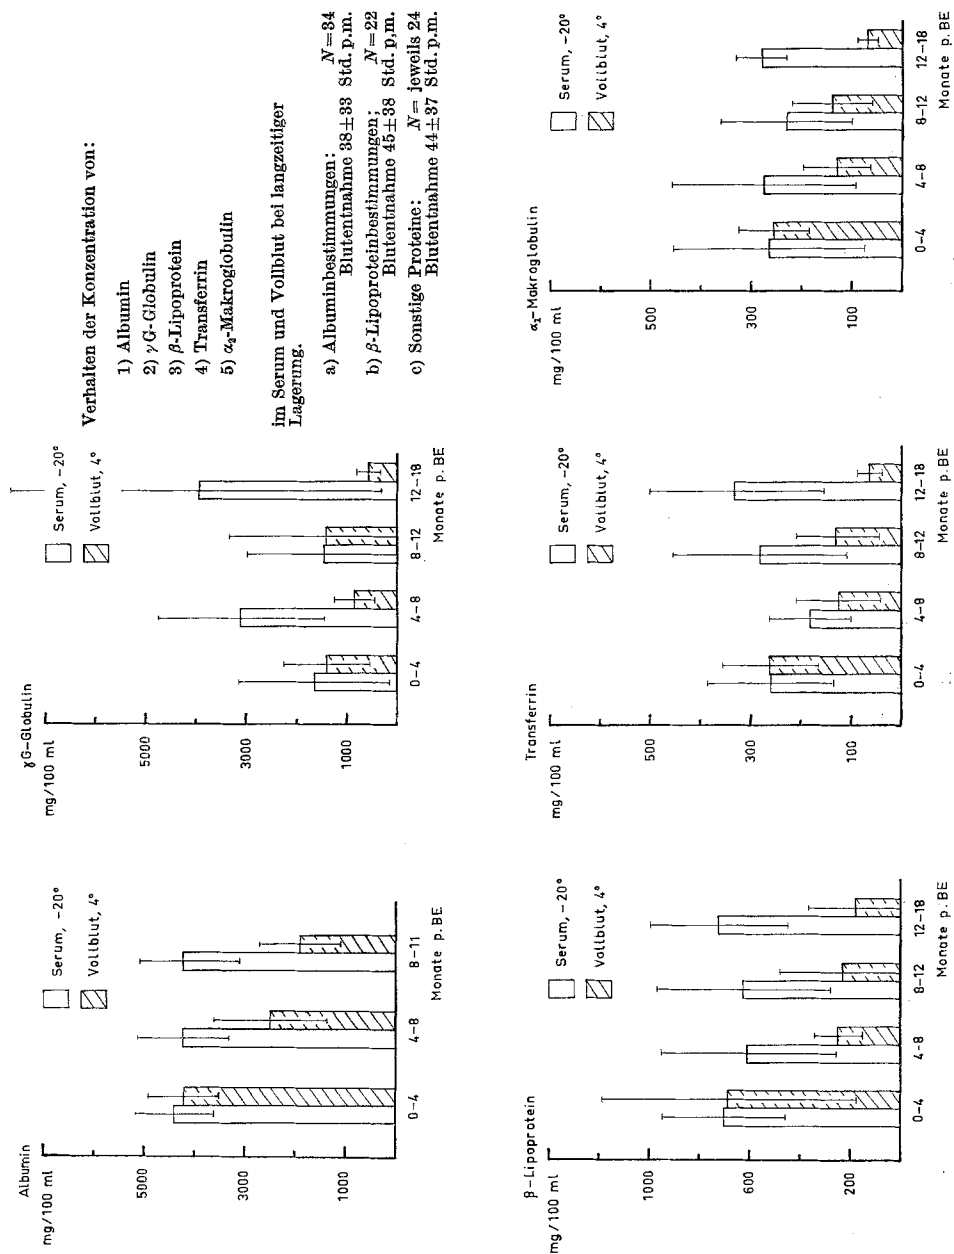 Albumin
mg/100 ml
Serum, −20°
Vollblut, 4°
5000
3000
1000
0–4
4–8
8–11
Monate p. BE
γG–Globulin
mg/100 ml
Serum, −20°
Vollblut, 4°
5000
3000
1000
0–4
4–8
8–12
12–18
Monate p. BE
Verhalten der Konzentration von:
1) Albumin
2) γG-Globulin
3) β-Lipoprotein
4) Transferrin
5) α₂-Makroglobulin
im Serum und Vollblut bei langzeitiger
Lagerung.
a) Albuminbestimmungen: N=34
Blutentnahme 38±33 Std. p.m.
b) β-Lipoproteinbestimmungen; N=22
Blutentnahme 45±38 Std. p.m.
c) Sonstige Proteine: N= jeweils 24
Blutentnahme 44±37 Std. p.m.
β–Lipoprotein
mg/100 ml
Serum, −20°
Vollblut, 4°
1000
600
200
0–4
4–8
8–12
12–18
Monate p. BE
Transferrin
mg/100 ml
Serum, −20°
Vollblut, 4°
500
300
100
0–4
4–8
8–12
12–18
Monate p. BE
α₂–Makroglobulin
mg/100 ml
Serum, −20°
Vollblut, 4°
500
300
100
0–4
4–8
8–12
12–18
Monate p. BE